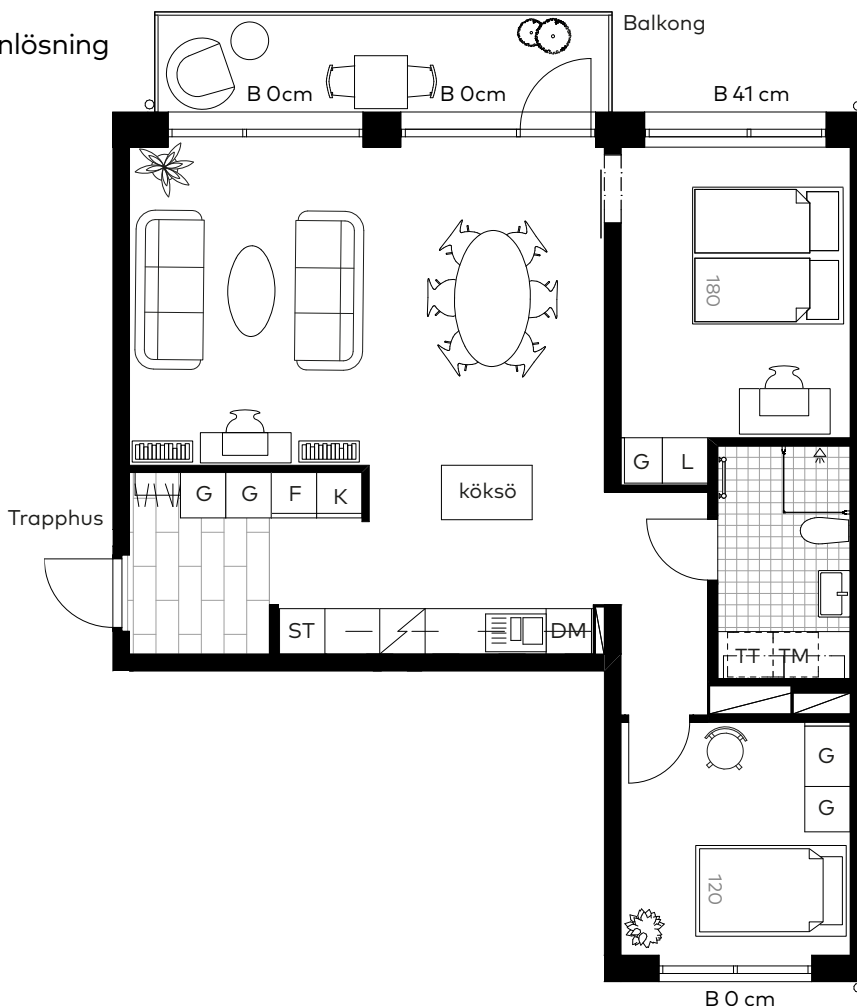 nlösning
Balkong
B 0cm
B 0cm
B 41 cm
180
G
L
köksö
G
G
F
K
Trapphus
ST
DM
TT
TM
G
G
120
B 0 cm